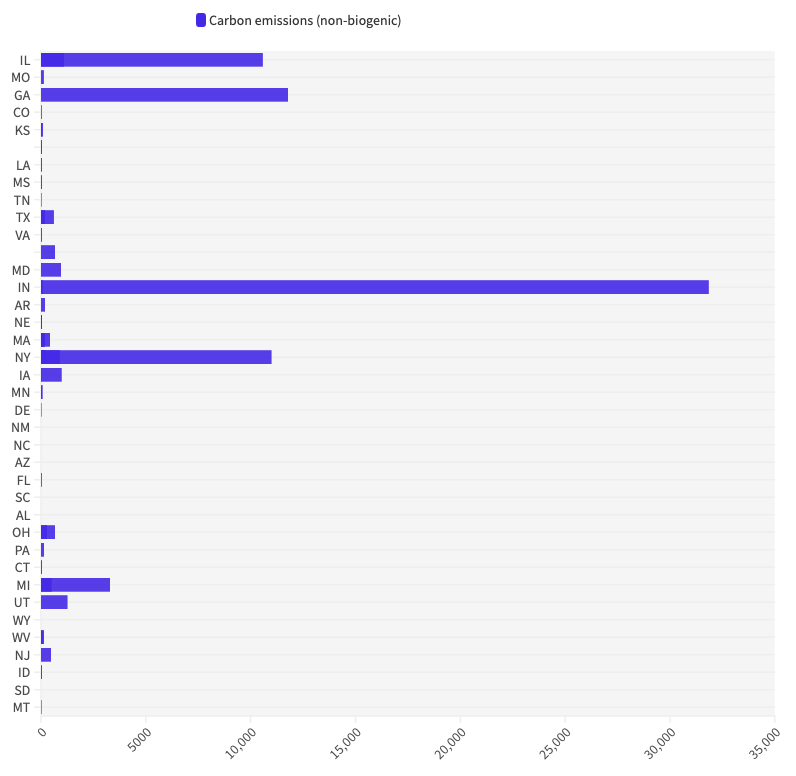 Carbon emissions (non-biogenic)
IL
MO
GA
CO
KS
LA
MS
TN
TX
VA
MD
IN
AR
NE
MA
NY
IA
MN
DE
NM
NC
AZ
FL
SC
AL
OH
PA
CT
MI
UT
WY
WV
NJ
ID
SD
MT
0
5000
10,000
15,000
20,000
25,000
30,000
35,000